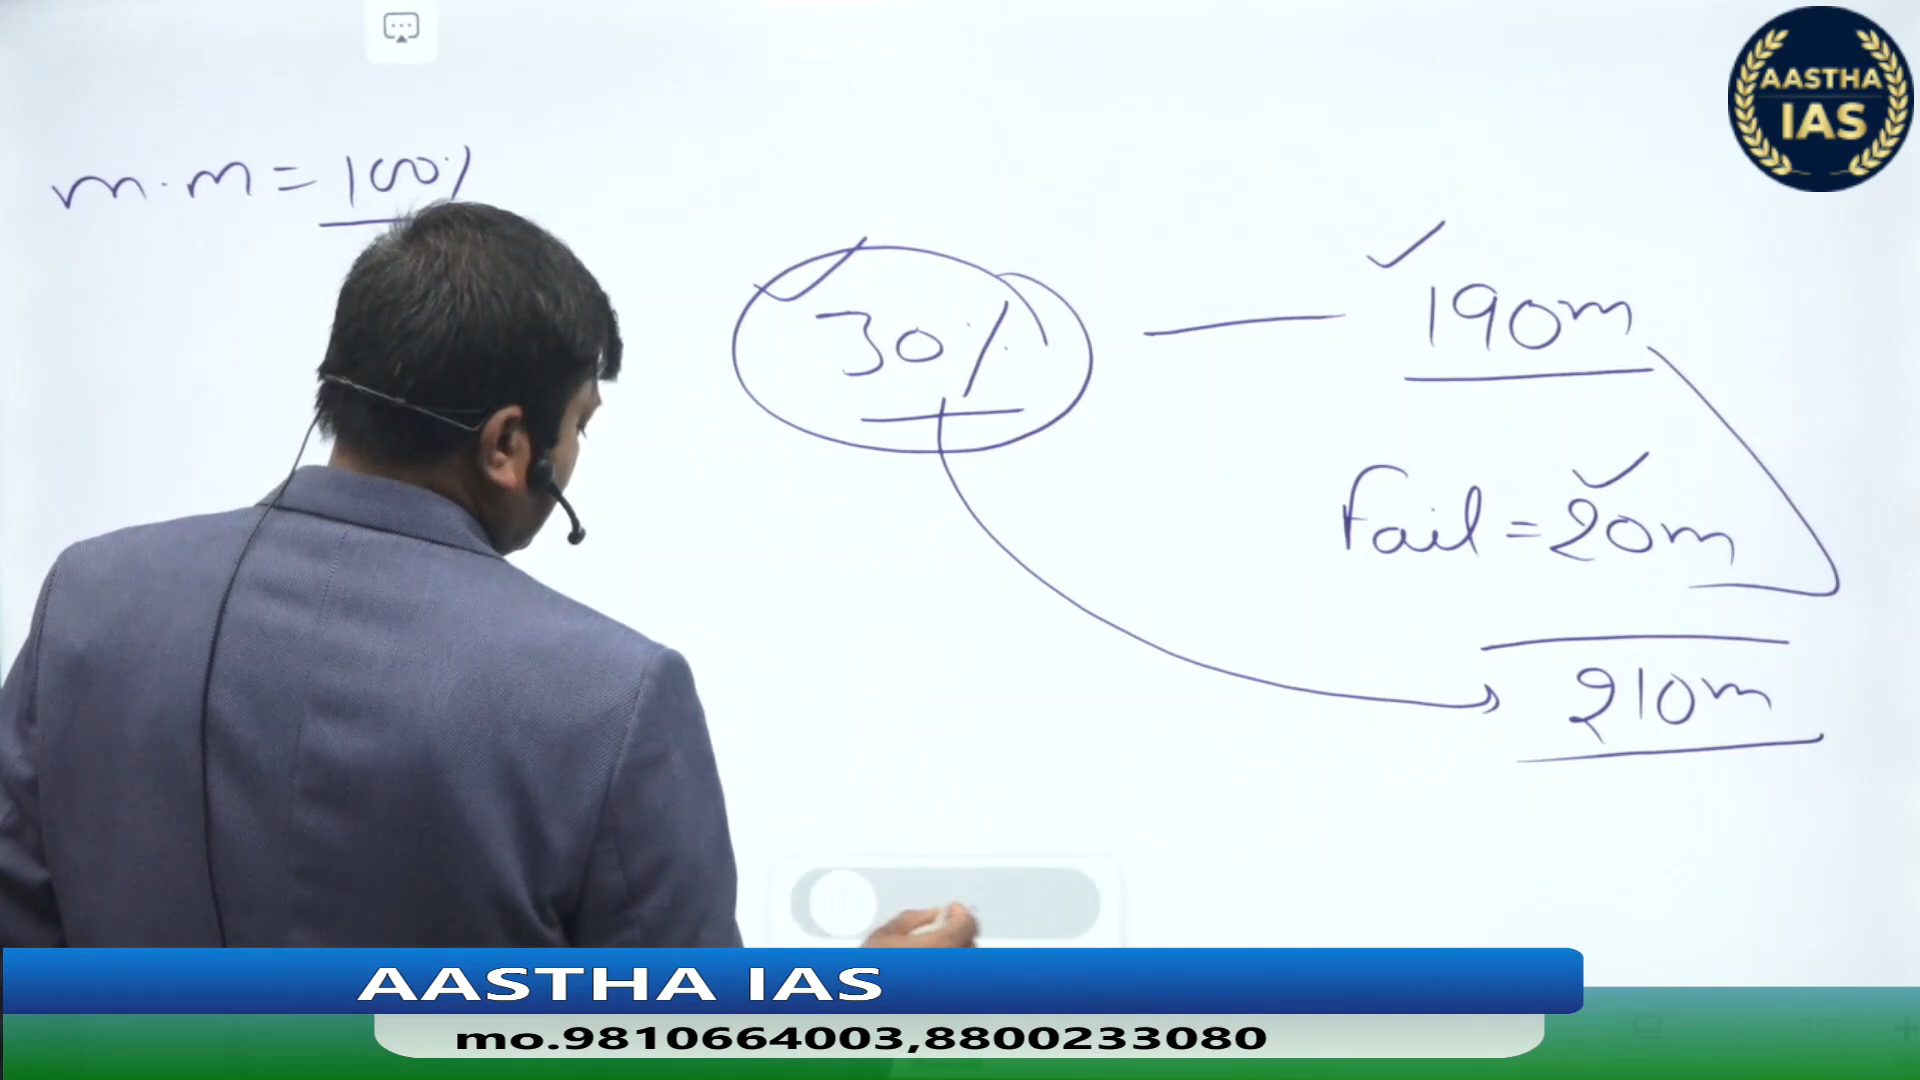 AASTHA
IAS
m.m = 100%
30% — 190m
Fail = 20m
210m
AASTHA IAS
mo.9810664003,8800233080